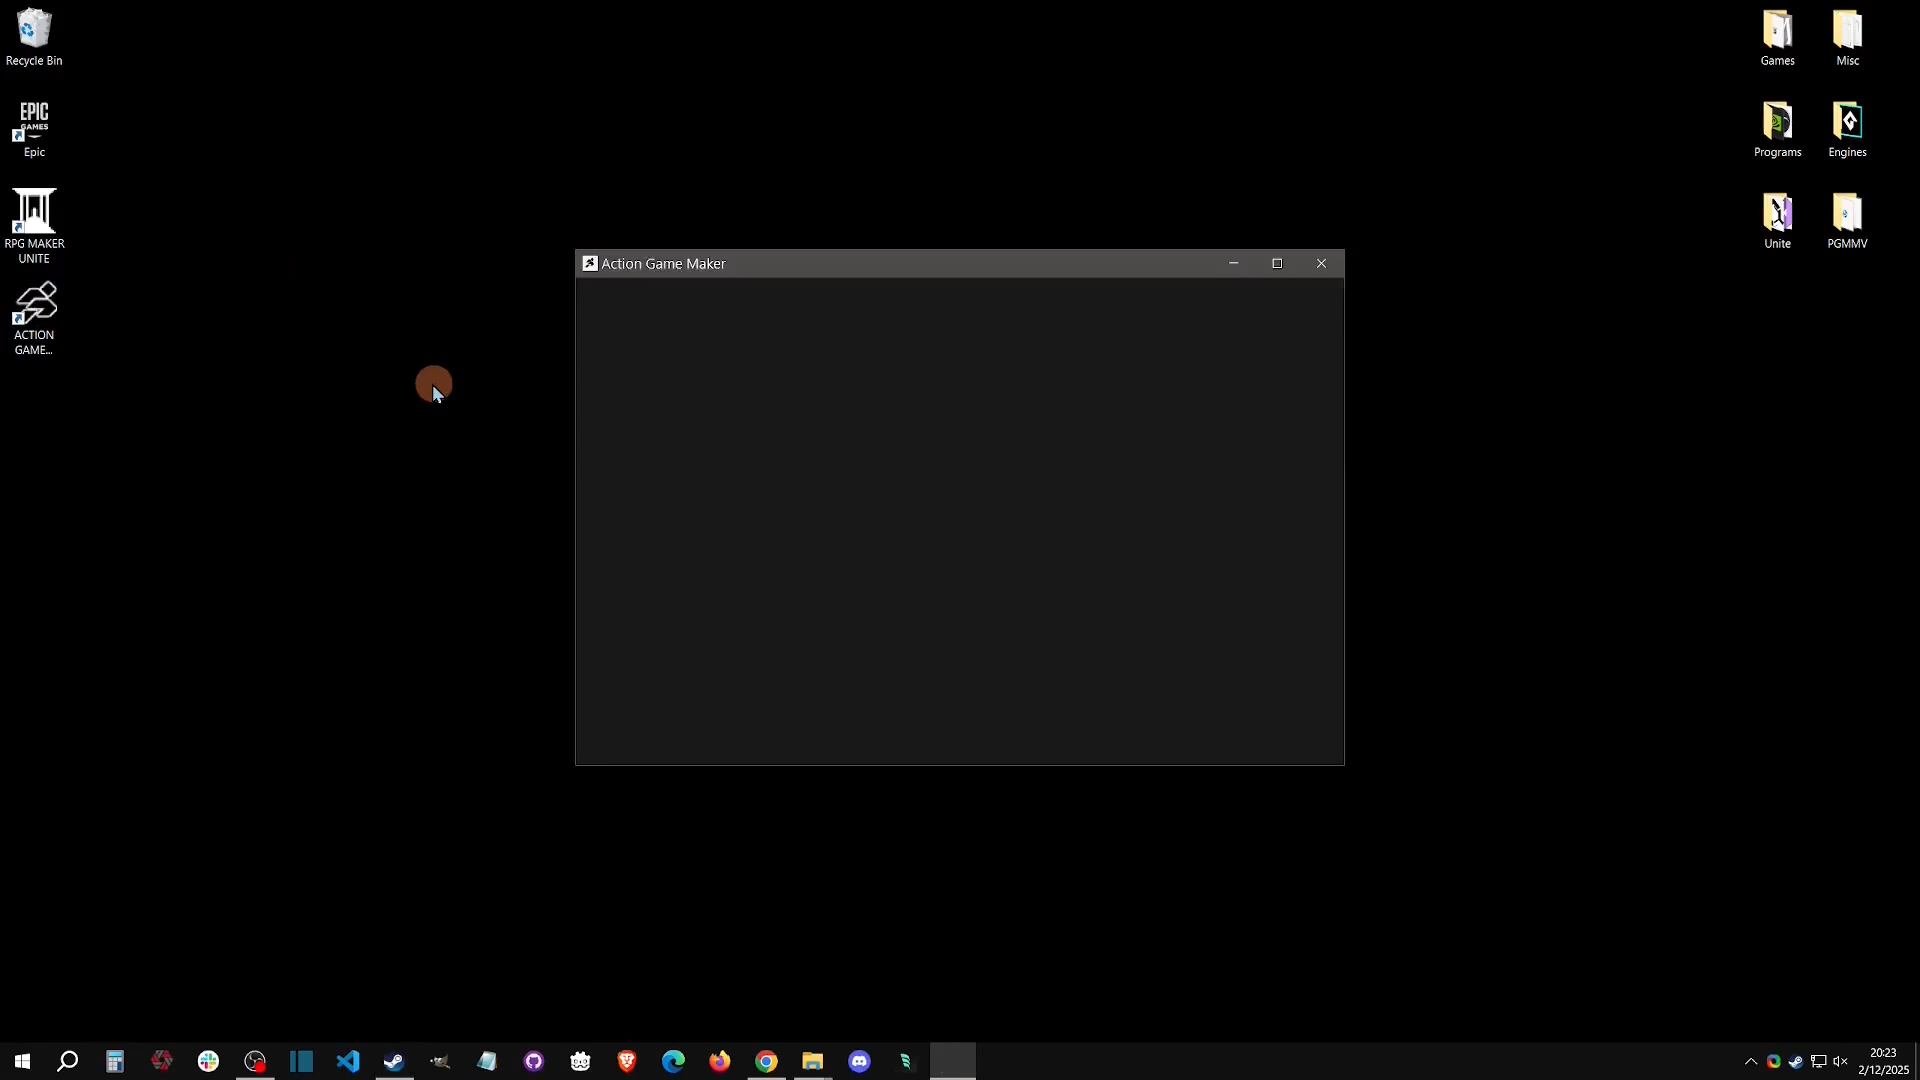 Recycle Bin
EPIC
GAMES
Epic
RPG MAKER
UNITE
ACTION
GAME...
Action Game Maker
Games
Misc
Programs
Engines
Unite
PGMMV
20:23
2/12/2025